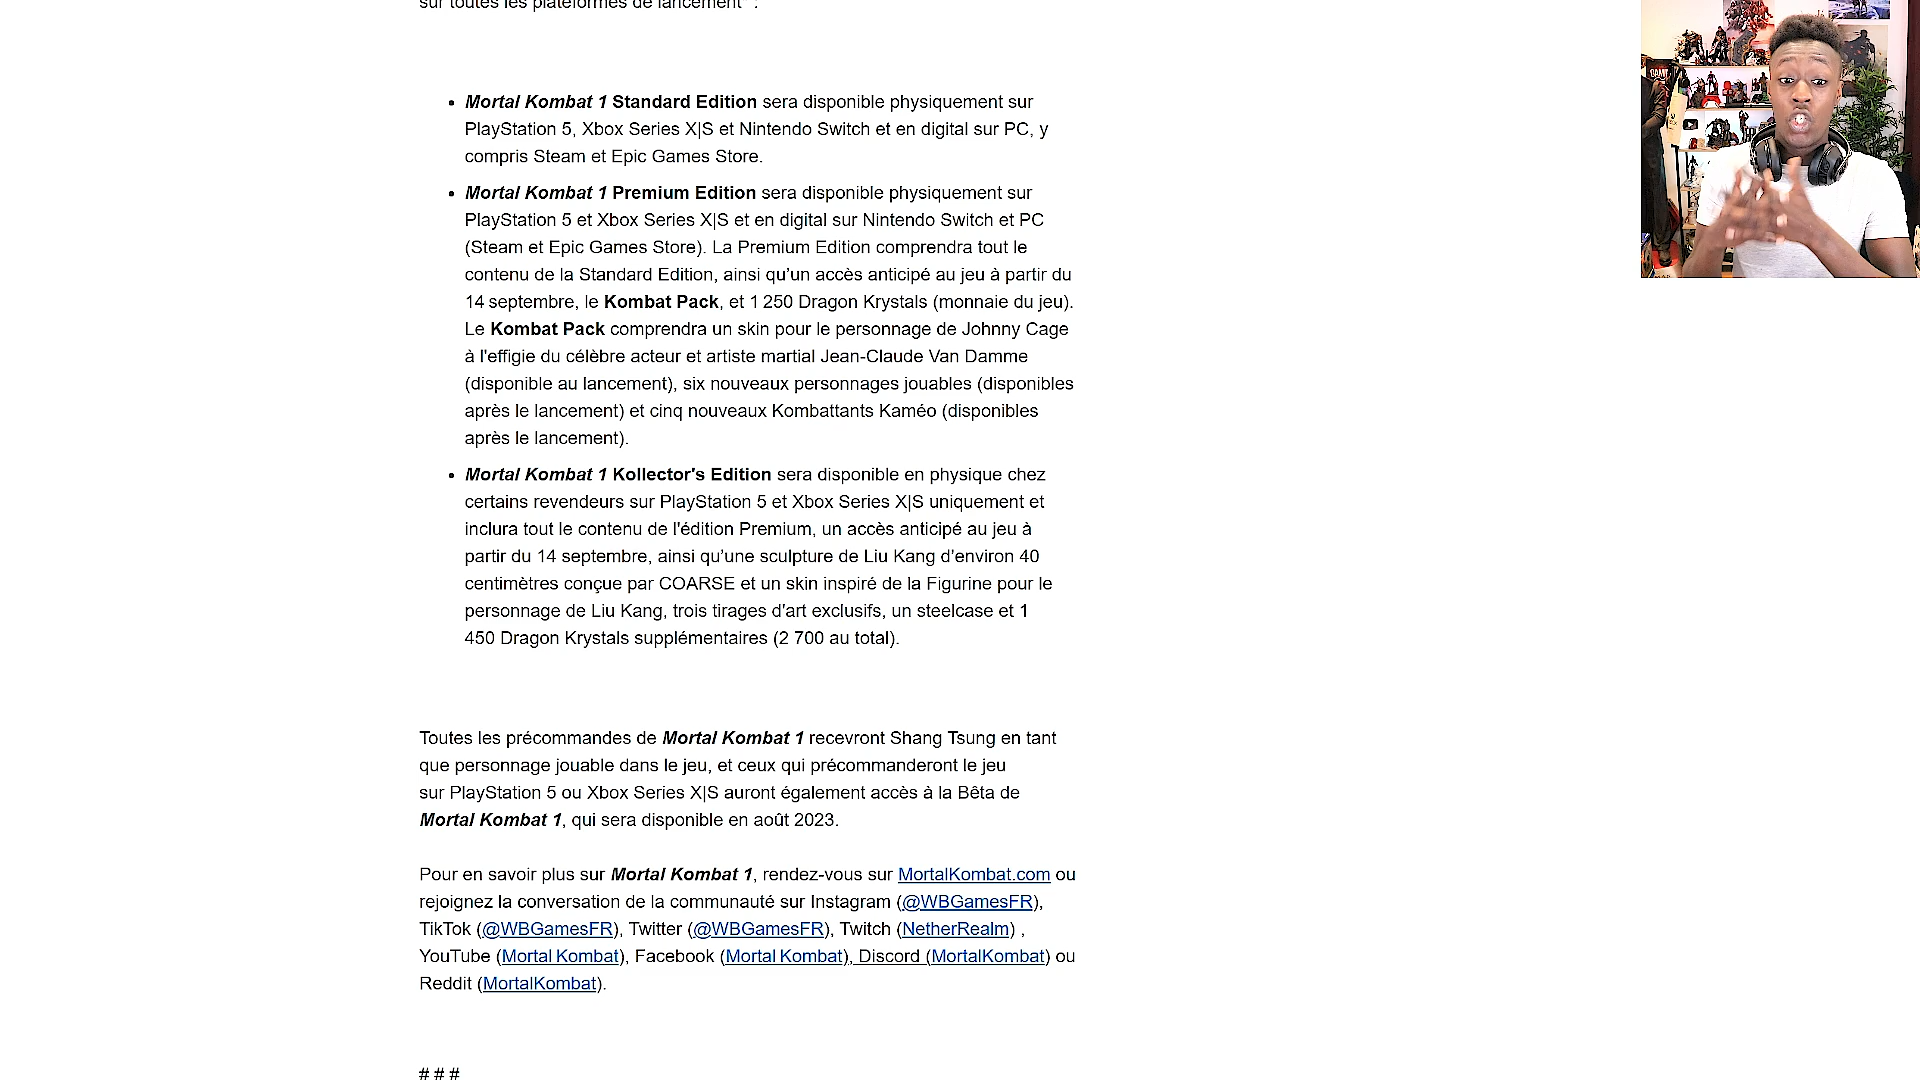 sur toutes les plateformes de lancement" :
• Mortal Kombat 1 Standard Edition sera disponible physiquement sur
PlayStation 5, Xbox Series X|S et Nintendo Switch et en digital sur PC, y
compris Steam et Epic Games Store.
• Mortal Kombat 1 Premium Edition sera disponible physiquement sur
PlayStation 5 et Xbox Series X|S et en digital sur Nintendo Switch et PC
(Steam et Epic Games Store). La Premium Edition comprendra tout le
contenu de la Standard Edition, ainsi qu’un accès anticipé au jeu à partir du
14 septembre, le Kombat Pack, et 1 250 Dragon Krystals (monnaie du jeu).
Le Kombat Pack comprendra un skin pour le personnage de Johnny Cage
à l'effigie du célèbre acteur et artiste martial Jean-Claude Van Damme
(disponible au lancement), six nouveaux personnages jouables (disponibles
après le lancement) et cinq nouveaux Kombattants Kaméo (disponibles
après le lancement).
• Mortal Kombat 1 Kollector's Edition sera disponible en physique chez
certains revendeurs sur PlayStation 5 et Xbox Series X|S uniquement et
inclura tout le contenu de l'édition Premium, un accès anticipé au jeu à
partir du 14 septembre, ainsi qu’une sculpture de Liu Kang d'environ 40
centimètres conçue par COARSE et un skin inspiré de la Figurine pour le
personnage de Liu Kang, trois tirages d'art exclusifs, un steelcase et 1
450 Dragon Krystals supplémentaires (2 700 au total).
Toutes les précommandes de Mortal Kombat 1 recevront Shang Tsung en tant
que personnage jouable dans le jeu, et ceux qui précommanderont le jeu
sur PlayStation 5 ou Xbox Series X|S auront également accès à la Bêta de
Mortal Kombat 1, qui sera disponible en août 2023.
Pour en savoir plus sur Mortal Kombat 1, rendez-vous sur MortalKombat.com ou
rejoignez la conversation de la communauté sur Instagram (@WBGamesFR),
TikTok (@WBGamesFR), Twitter (@WBGamesFR), Twitch (NetherRealm) ,
YouTube (Mortal Kombat), Facebook (Mortal Kombat), Discord (MortalKombat) ou
Reddit (MortalKombat).
# # #